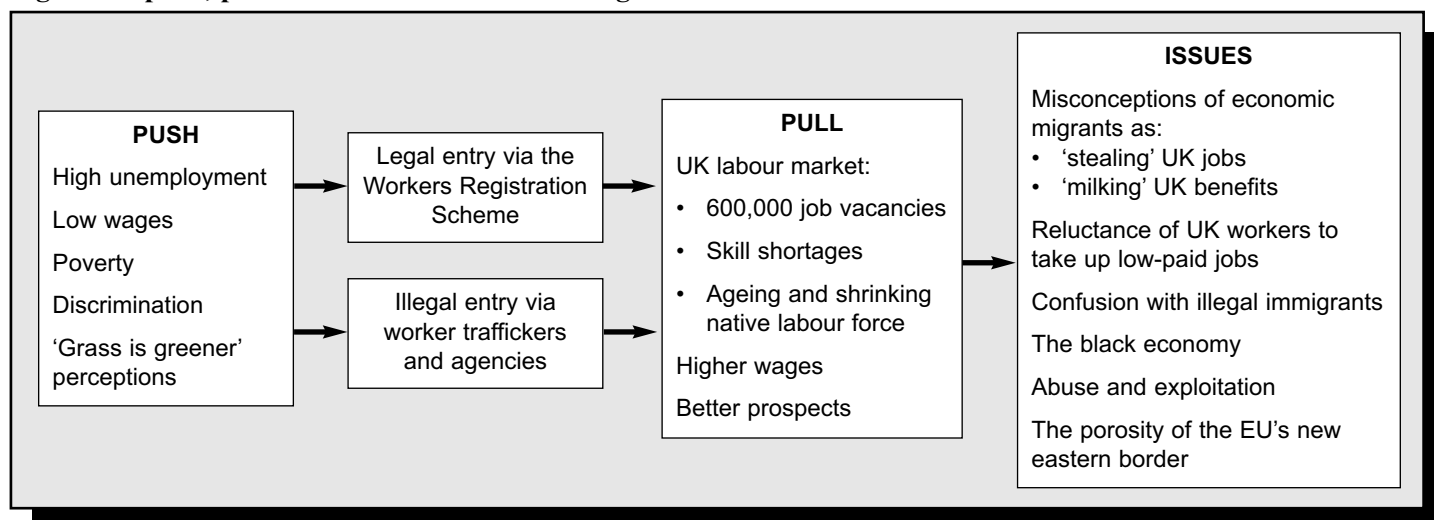 PUSH
High unemployment
Low wages
Poverty
Discrimination
‘Grass is greener’
perceptions
Legal entry via the
Workers Registration
Scheme
Illegal entry via
worker traffickers
and agencies
PULL
UK labour market:
• 600,000 job vacancies
• Skill shortages
• Ageing and shrinking
native labour force
Higher wages
Better prospects
ISSUES
Misconceptions of economic
migrants as:
• ‘stealing’ UK jobs
• ‘milking’ UK benefits
Reluctance of UK workers to
take up low-paid jobs
Confusion with illegal immigrants
The black economy
Abuse and exploitation
The porosity of the EU’s new
eastern border